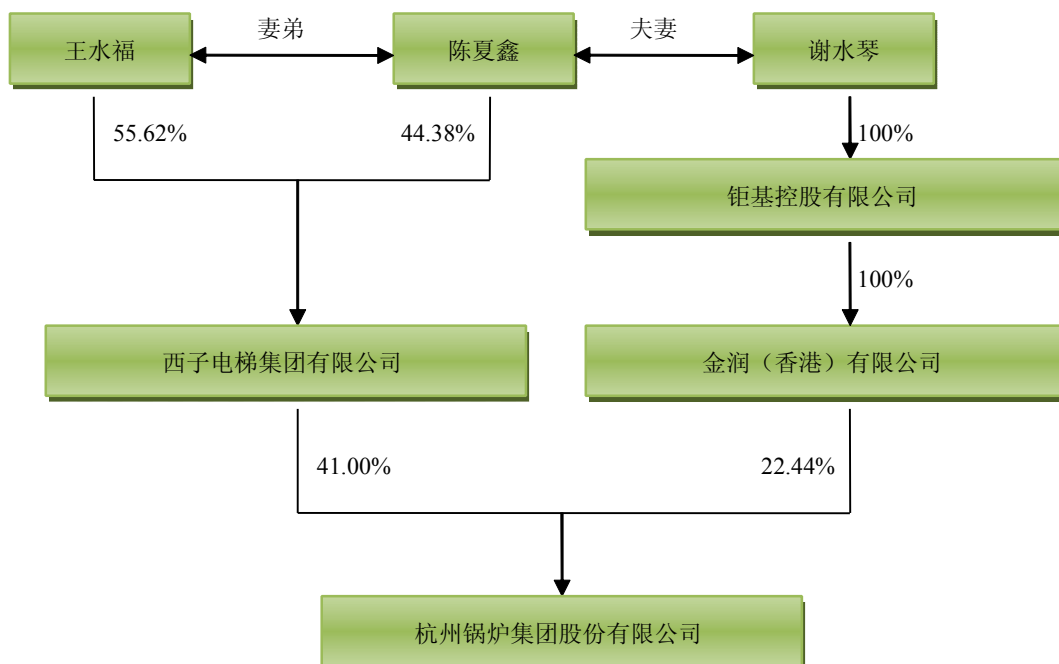 妻弟
夫妻
王水福
陈夏鑫
谢水琴
55.62%
44.38%
100%
钜基控股有限公司
100%
西子电梯集团有限公司
金润（香港）有限公司
41.00%
22.44%
杭州锅炉集团股份有限公司